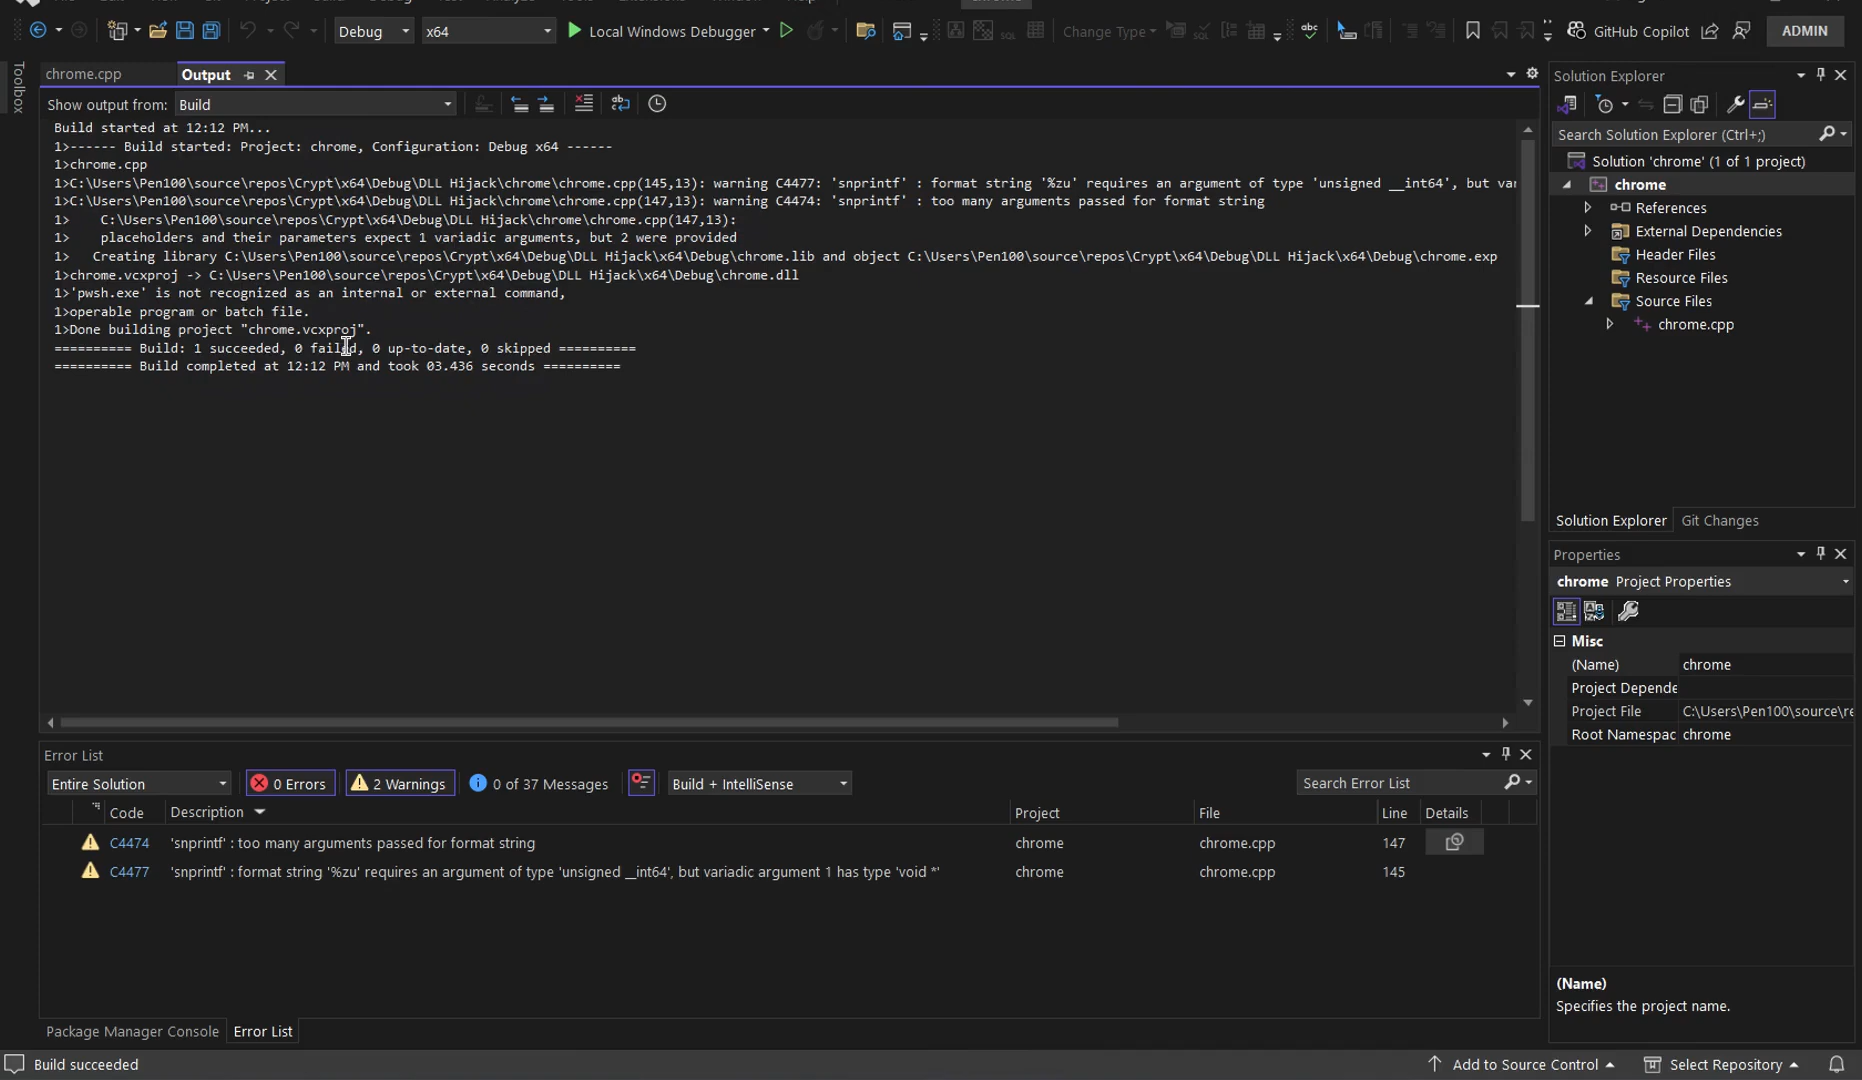 Debug
x64
Local Windows Debugger
Change Type
GitHub Copilot
ADMIN
Toolbox
chrome.cpp
Output
Show output from:
Build
Build started at 12:12 PM...
1>------ Build started: Project: chrome, Configuration: Debug x64 ------
1>chrome.cpp
1>C:\Users\Pen100\source\repos\Crypt\x64\Debug\DLL Hijack\chrome\chrome.cpp(145,13): warning C4477: 'snprintf' : format string '%zu' requires an argument of type 'unsigned __int64', but var
1>C:\Users\Pen100\source\repos\Crypt\x64\Debug\DLL Hijack\chrome\chrome.cpp(147,13): warning C4474: 'snprintf' : too many arguments passed for format string
1>    C:\Users\Pen100\source\repos\Crypt\x64\Debug\DLL Hijack\chrome\chrome.cpp(147,13):
1>    placeholders and their parameters expect 1 variadic arguments, but 2 were provided
1>   Creating library C:\Users\Pen100\source\repos\Crypt\x64\Debug\DLL Hijack\x64\Debug\chrome.lib and object C:\Users\Pen100\source\repos\Crypt\x64\Debug\DLL Hijack\x64\Debug\chrome.exp
1>chrome.vcxproj -> C:\Users\Pen100\source\repos\Crypt\x64\Debug\DLL Hijack\x64\Debug\chrome.dll
1>'pwsh.exe' is not recognized as an internal or external command,
1>operable program or batch file.
1>Done building project "chrome.vcxproj".
========== Build: 1 succeeded, 0 failed, 0 up-to-date, 0 skipped ==========
========== Build completed at 12:12 PM and took 03.436 seconds ==========
Solution Explorer
Search Solution Explorer (Ctrl+;)
Solution 'chrome' (1 of 1 project)
chrome
References
External Dependencies
Header Files
Resource Files
Source Files
chrome.cpp
Solution Explorer
Git Changes
Properties
chrome Project Properties
Misc
(Name) chrome
Project Depende
Project File C:\Users\Pen100\source\re
Root Namespac chrome
(Name)
Specifies the project name.
Error List
Entire Solution
0 Errors
2 Warnings
0 of 37 Messages
Build + IntelliSense
Search Error List
Code Description Project File Line Details
C4474 'snprintf' : too many arguments passed for format string chrome chrome.cpp 147
C4477 'snprintf' : format string '%zu' requires an argument of type 'unsigned __int64', but variadic argument 1 has type 'void *' chrome chrome.cpp 145
Package Manager Console
Error List
Build succeeded
Add to Source Control
Select Repository